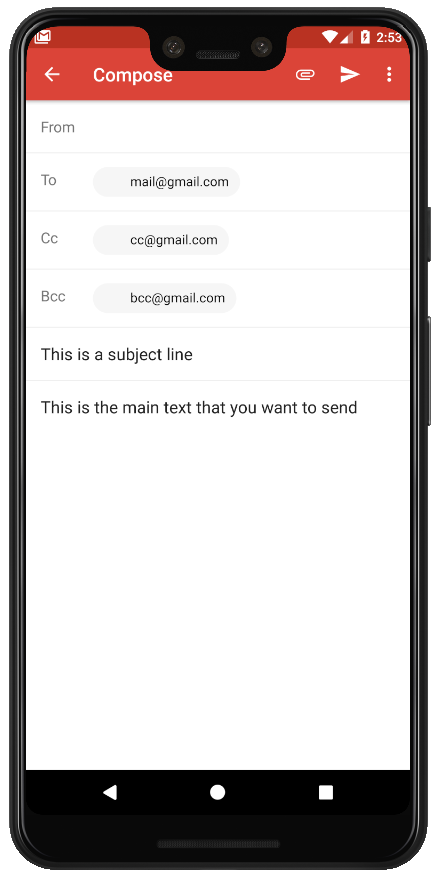 2:53
Compose
From
To mail@gmail.com
Cc cc@gmail.com
Bcc bcc@gmail.com
This is a subject line
This is the main text that you want to send